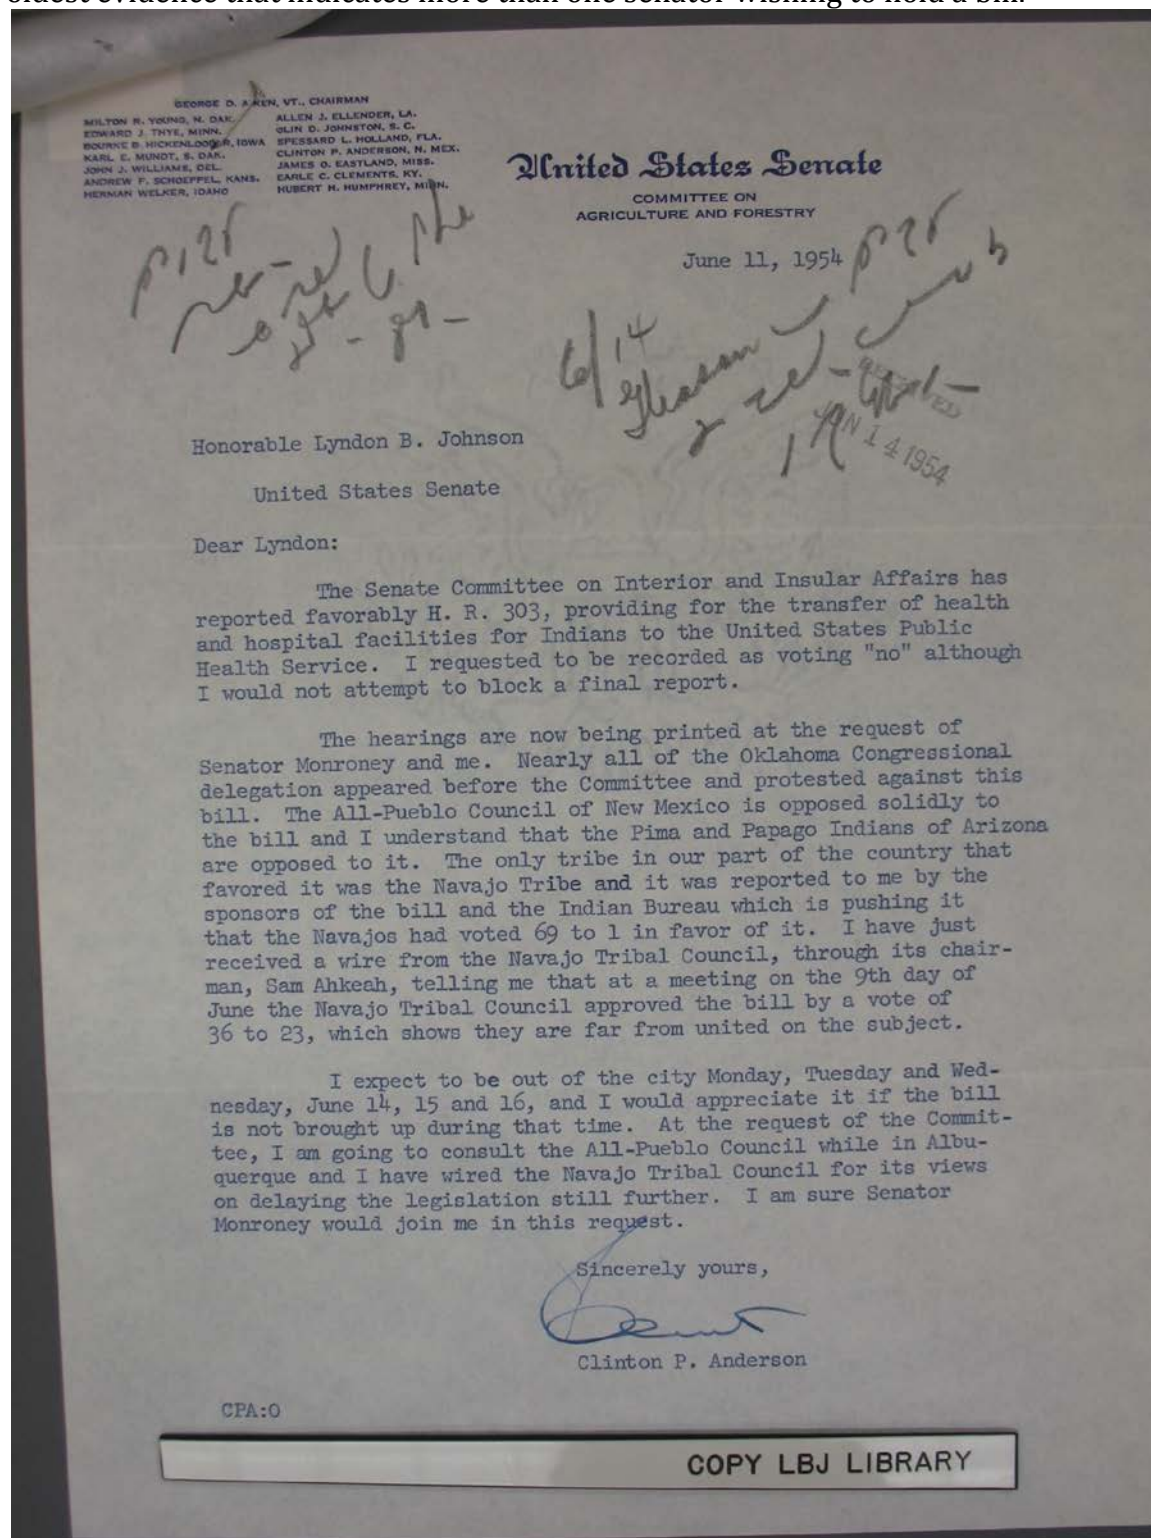 oldest evidence that indicates more than one senator wishing to hold a bill.
GEORGE D. AIKEN, VT., CHAIRMAN
MILTON R. YOUNG, N. DAK.
EDWARD J. THYE, MINN.
BOURKE B. HICKENLOOPER, IOWA
KARL E. MUNDT, S. DAK.
JOHN J. WILLIAMS, DEL.
ANDREW F. SCHOEPPEL, KANS.
HERMAN WELKER, IDAHO
ALLEN J. ELLENDER, LA.
OLIN D. JOHNSTON, S. C.
SPESSARD L. HOLLAND, FLA.
CLINTON P. ANDERSON, N. MEX.
JAMES O. EASTLAND, MISS.
EARLE C. CLEMENTS, KY.
HUBERT H. HUMPHREY, MINN.
United States Senate
COMMITTEE ON
AGRICULTURE AND FORESTRY
June 11, 1954
6/14
Gleason
RECEIVED
JUN 14 1954
Honorable Lyndon B. Johnson
United States Senate
Dear Lyndon:
The Senate Committee on Interior and Insular Affairs has
reported favorably H. R. 303, providing for the transfer of health
and hospital facilities for Indians to the United States Public
Health Service. I requested to be recorded as voting "no" although
I would not attempt to block a final report.
The hearings are now being printed at the request of
Senator Monroney and me. Nearly all of the Oklahoma Congressional
delegation appeared before the Committee and protested against this
bill. The All-Pueblo Council of New Mexico is opposed solidly to
the bill and I understand that the Pima and Papago Indians of Arizona
are opposed to it. The only tribe in our part of the country that
favored it was the Navajo Tribe and it was reported to me by the
sponsors of the bill and the Indian Bureau which is pushing it
that the Navajos had voted 69 to 1 in favor of it. I have just
received a wire from the Navajo Tribal Council, through its chair-
man, Sam Ahkeah, telling me that at a meeting on the 9th day of
June the Navajo Tribal Council approved the bill by a vote of
36 to 23, which shows they are far from united on the subject.
I expect to be out of the city Monday, Tuesday and Wed-
nesday, June 14, 15 and 16, and I would appreciate it if the bill
is not brought up during that time. At the request of the Commit-
tee, I am going to consult the All-Pueblo Council while in Albu-
querque and I have wired the Navajo Tribal Council for its views
on delaying the legislation still further. I am sure Senator
Monroney would join me in this request.
Sincerely yours,
Clinton P. Anderson
CPA:O
COPY LBJ LIBRARY